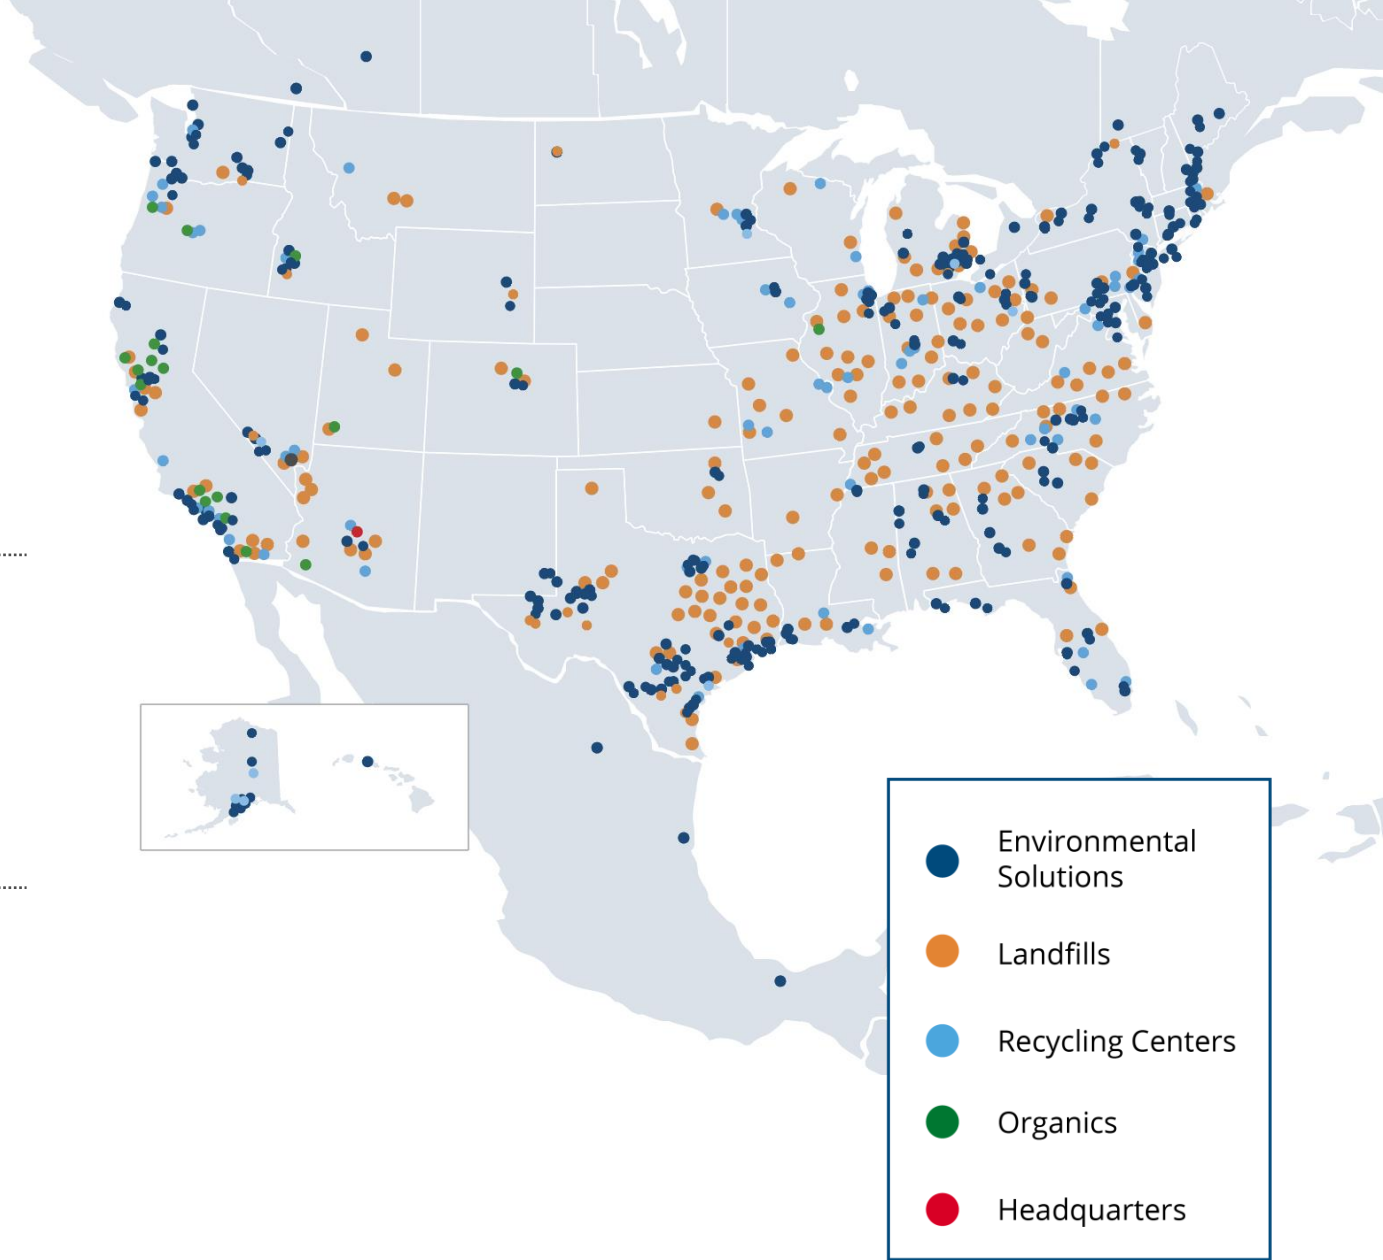 Environmental
Solutions
Landfills
Recycling Centers
Organics
Headquarters